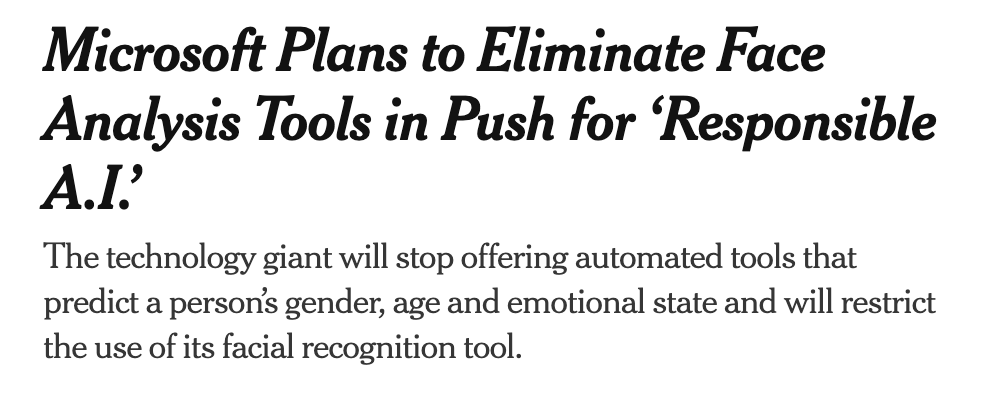 Microsoft Plans to Eliminate Face
Analysis Tools in Push for ‘Responsible
A.I.’
The technology giant will stop offering automated tools that
predict a person’s gender, age and emotional state and will restrict
the use of its facial recognition tool.